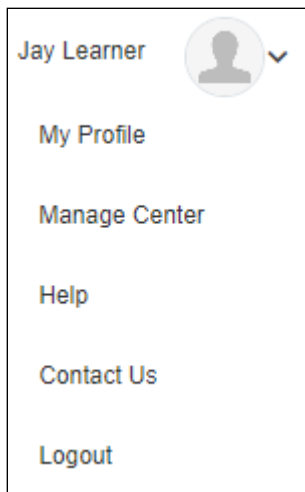 Jay Learner
My Profile
Manage Center
Help
Contact Us
Logout